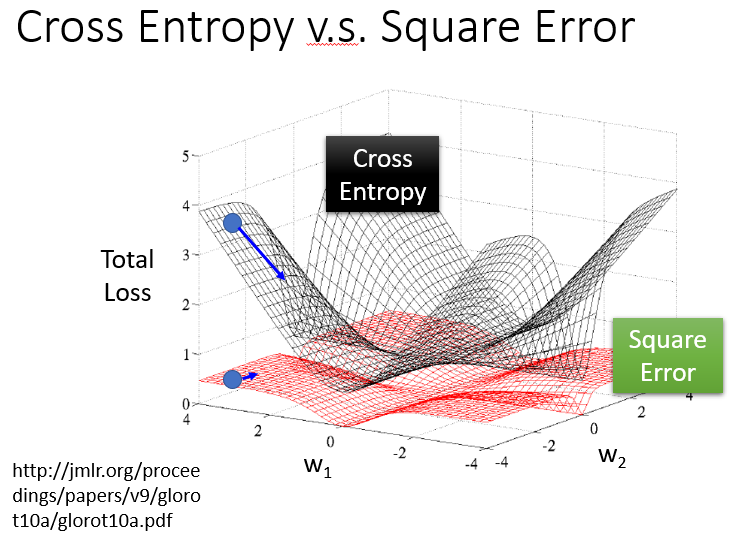 Cross Entropy v.s. Square Error
Cross
Entropy
5
4
3
2
1
0
Total
Loss
Square
Error
4
2
0
-2
-4
-4
-2
0
2
4
w1
w2
http://jmlr.org/procee
dings/papers/v9/gloro
t10a/glorot10a.pdf